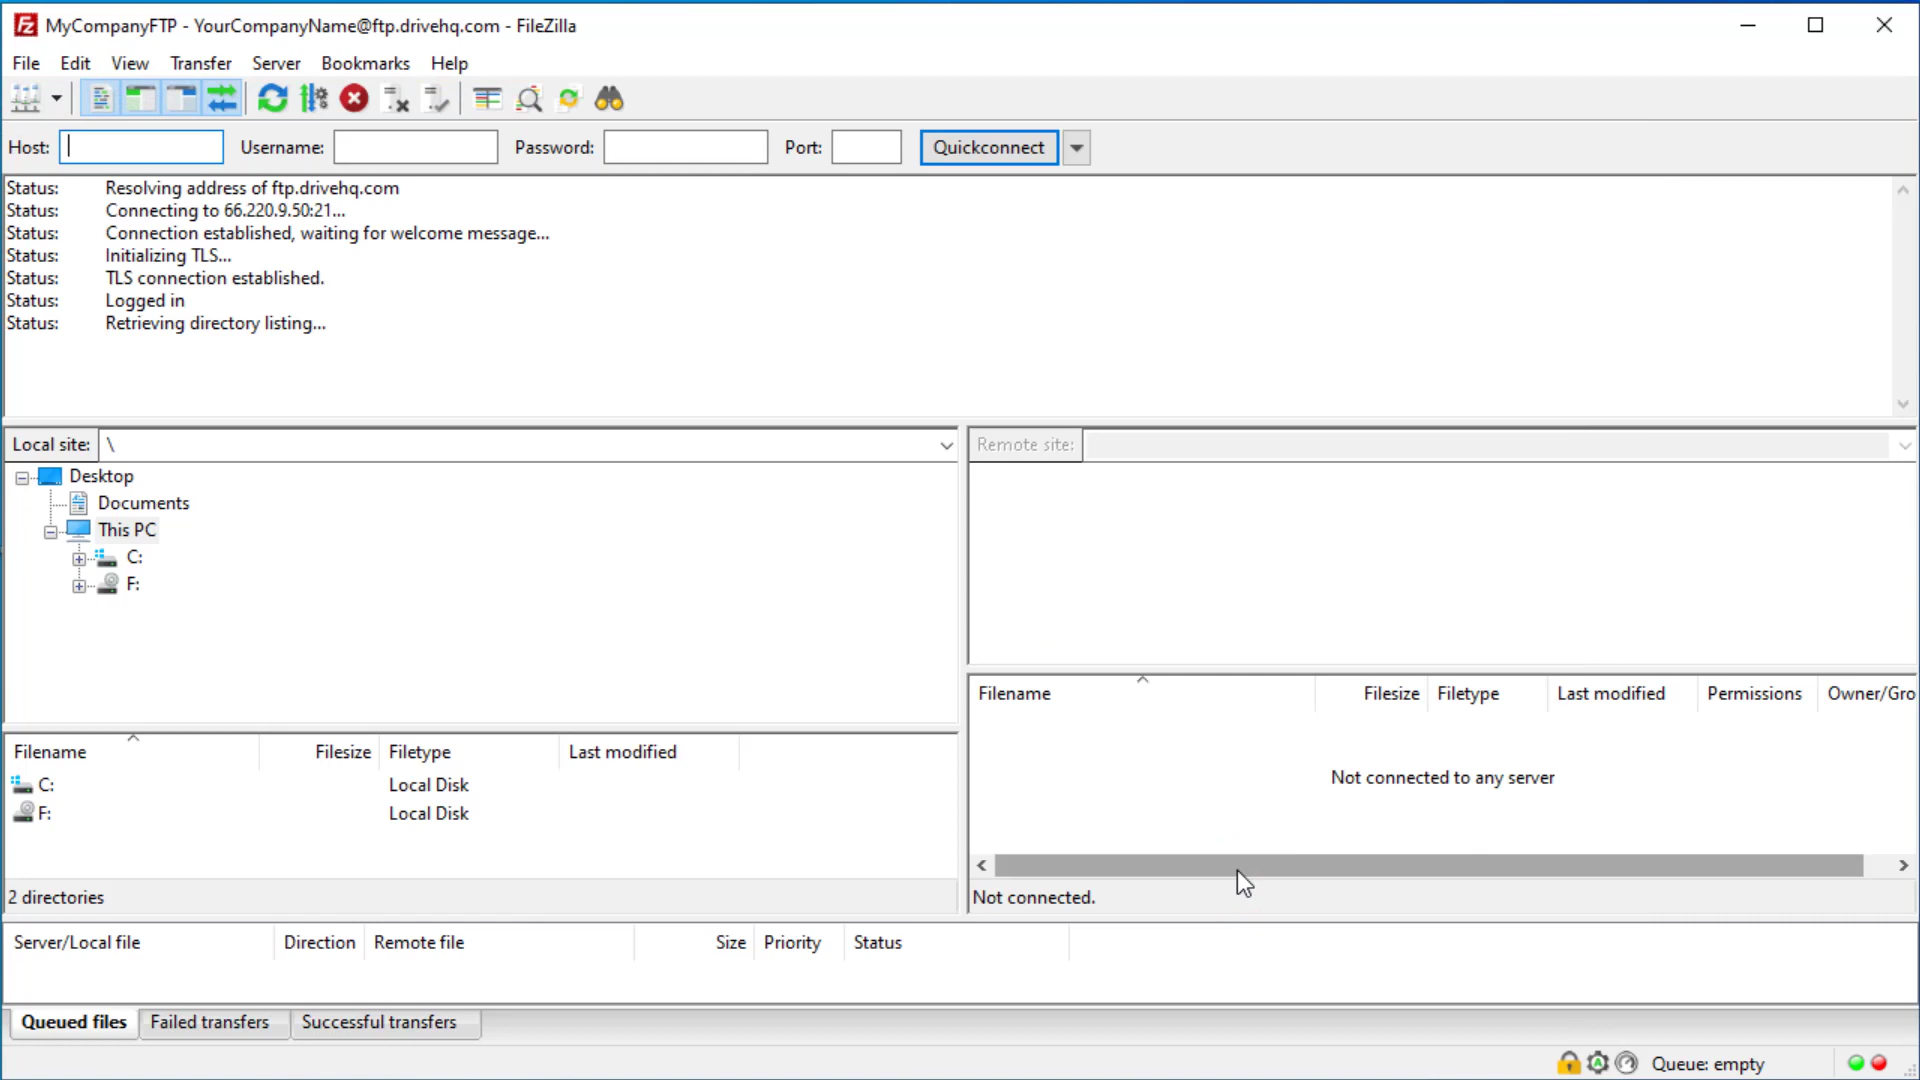 MyCompanyFTP - YourCompanyName@ftp.drivehq.com - FileZilla
File Edit View Transfer Server Bookmarks Help
Host: Username: Password: Port: Quickconnect
Status: Resolving address of ftp.drivehq.com
Status: Connecting to 66.220.9.50:21...
Status: Connection established, waiting for welcome message...
Status: Initializing TLS...
Status: TLS connection established.
Status: Logged in
Status: Retrieving directory listing...
Local site: \
Desktop
Documents
This PC
C:
F:
Filename Filesize Filetype Last modified
C: Local Disk
F: Local Disk
2 directories
Remote site:
Filename Filesize Filetype Last modified Permissions Owner/Gro
Not connected to any server
Not connected.
Server/Local file Direction Remote file Size Priority Status
Queued files Failed transfers Successful transfers
Queue: empty